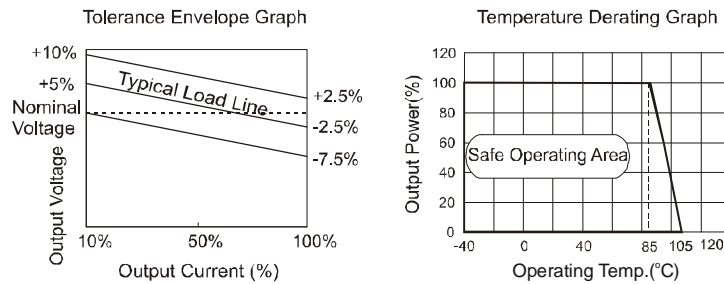 Tolerance Envelope Graph
+10%
+5%
Nominal
Voltage
Output Voltage
Typical Load Line
+2.5%
-2.5%
-7.5%
10%
50%
100%
Output Current (%)
Temperature Derating Graph
Output Power(%)
120
100
80
60
40
20
0
Safe Operating Area
-40
0
40
85
105
120
Operating Temp.(°C)